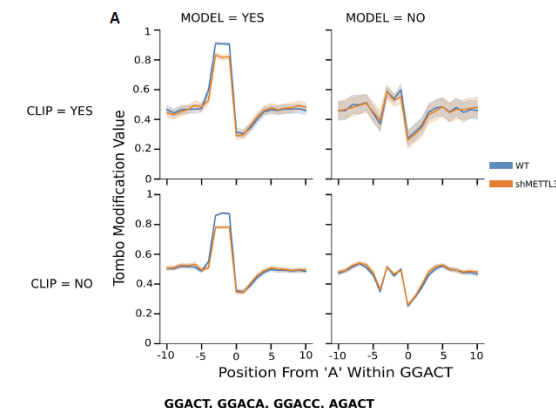 A
MODEL = YES
MODEL = NO
CLIP = YES
CLIP = NO
Tombo Modification Value
1
0.8
0.6
0.4
0.2
0
1
0.8
0.6
0.4
0.2
0
WT
shMETTL3
-10
-5
0
5
10
-10
-5
0
5
10
Position From 'A' Within GGACT
GGACT, GGACA, GGACC, AGACT